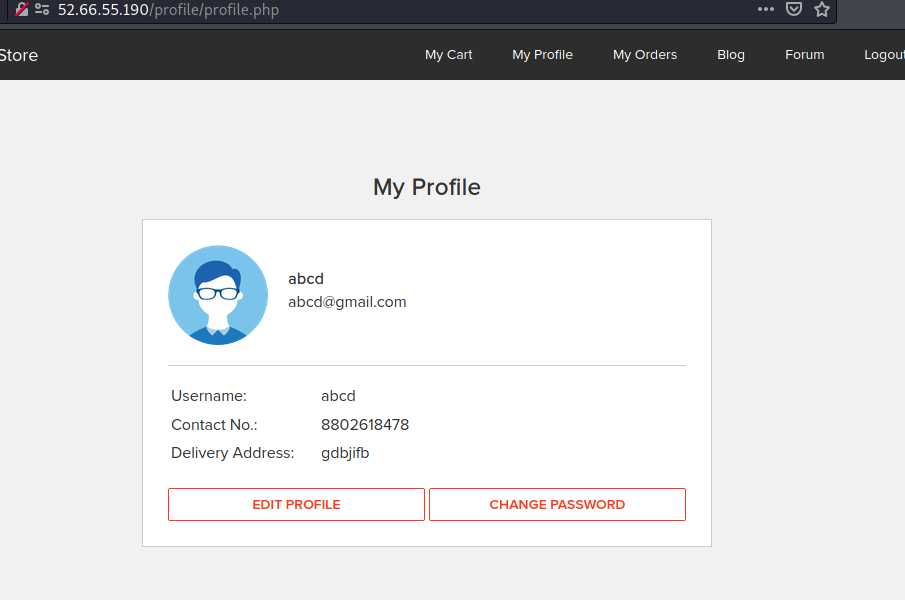 52.66.55.190/profile/profile.php
Store My Cart My Profile My Orders Blog Forum Logout
My Profile
abcd
abcd@gmail.com
Username: abcd
Contact No.: 8802618478
Delivery Address: gdbjifb
EDIT PROFILE CHANGE PASSWORD